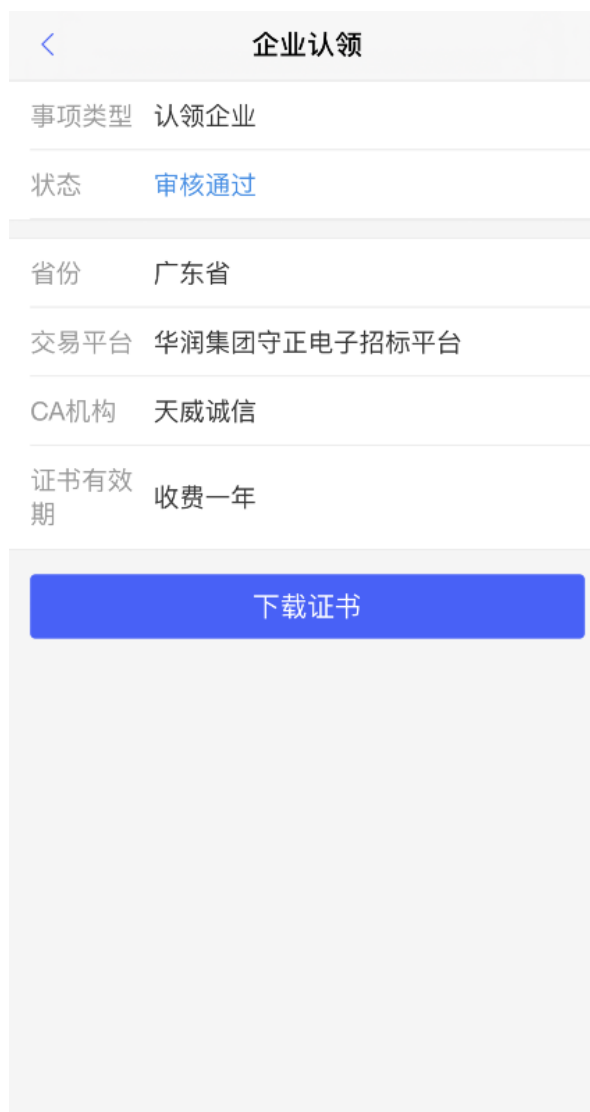 企业认领
事项类型 认领企业
状态 审核通过
省份 广东省
交易平台 华润集团守正电子招标平台
CA机构 天威诚信
证书有效
期 收费一年
下载证书